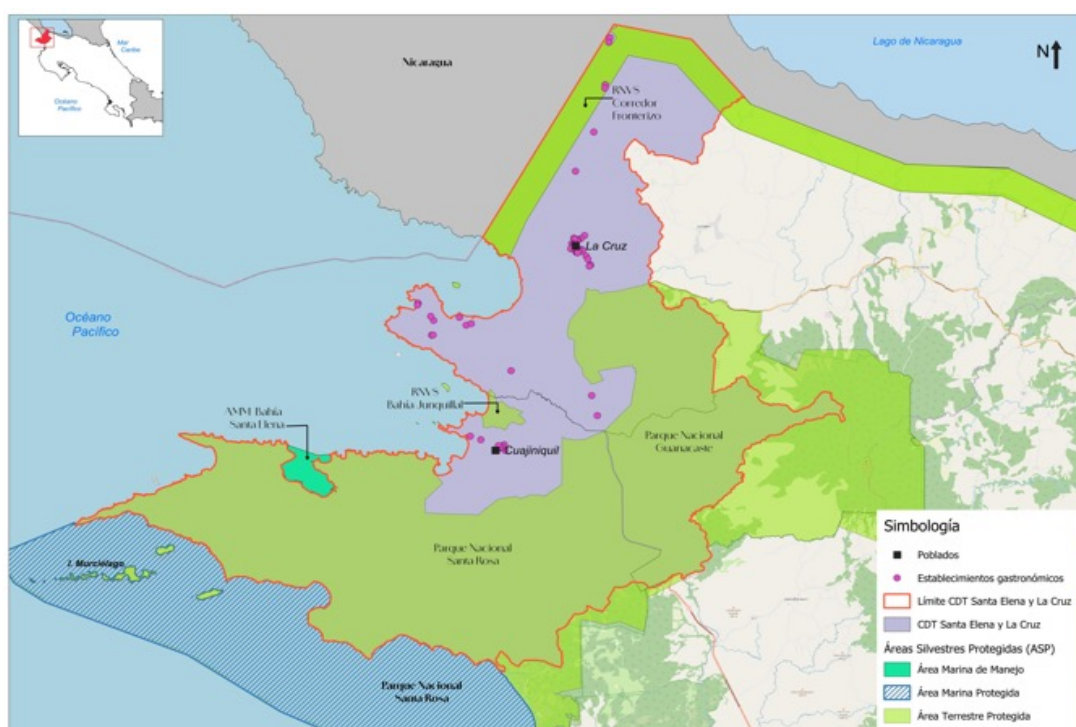 Mar
Caribe
Océano
Pacífico
Nicaragua
Lago de Nicaragua
N
RNVS
Corredor
Fronterizo
La Cruz
Océano
Pacífico
RNVS
Bahía Junquillal
AMM Bahía
Santa Elena
Cuajiniquil
Parque Nacional
Guanacaste
Parque Nacional
Santa Rosa
I. Murciélago
Parque Nacional
Santa Rosa
Simbología
Poblados
Establecimientos gastronómicos
Límite CDT Santa Elena y La Cruz
CDT Santa Elena y La Cruz
Áreas Silvestres Protegidas (ASP)
Área Marina de Manejo
Área Marina Protegida
Área Terrestre Protegida